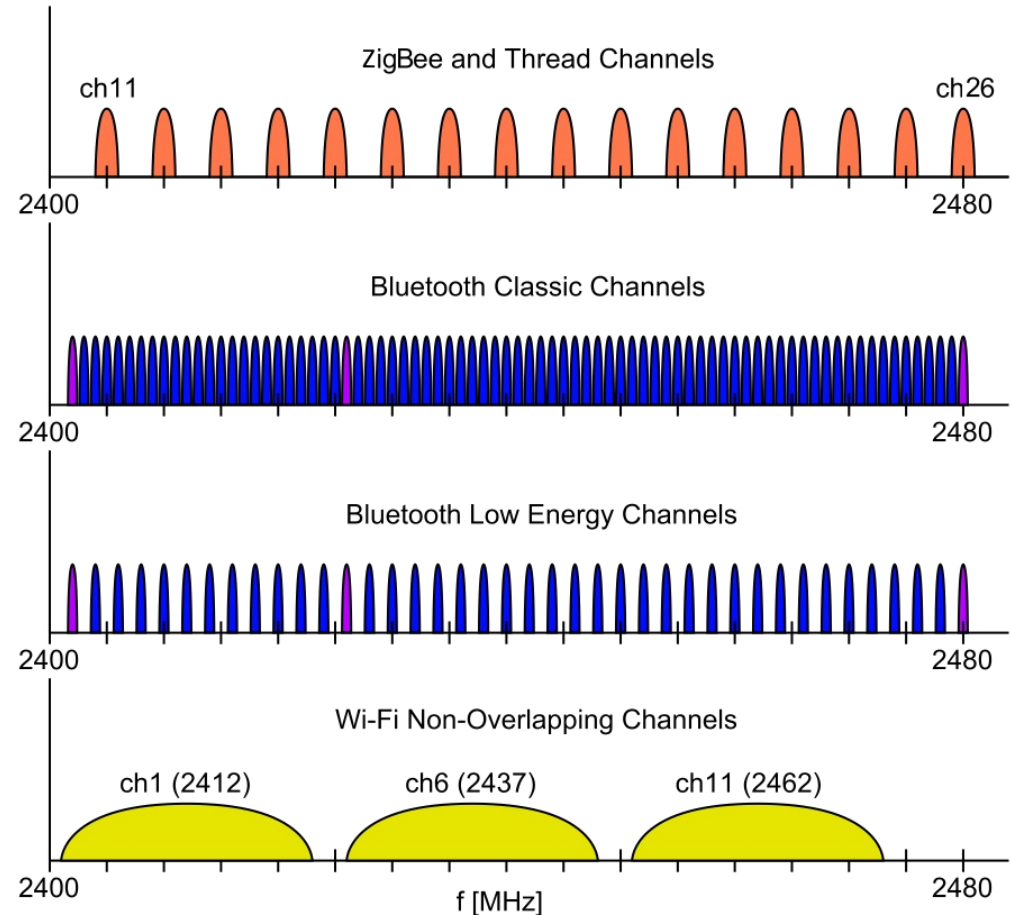 ZigBee and Thread Channels
ch11
ch26
2400
2480
Bluetooth Classic Channels
2400
2480
Bluetooth Low Energy Channels
2400
2480
Wi-Fi Non-Overlapping Channels
ch1 (2412)
ch6 (2437)
ch11 (2462)
2400
2480
f [MHz]